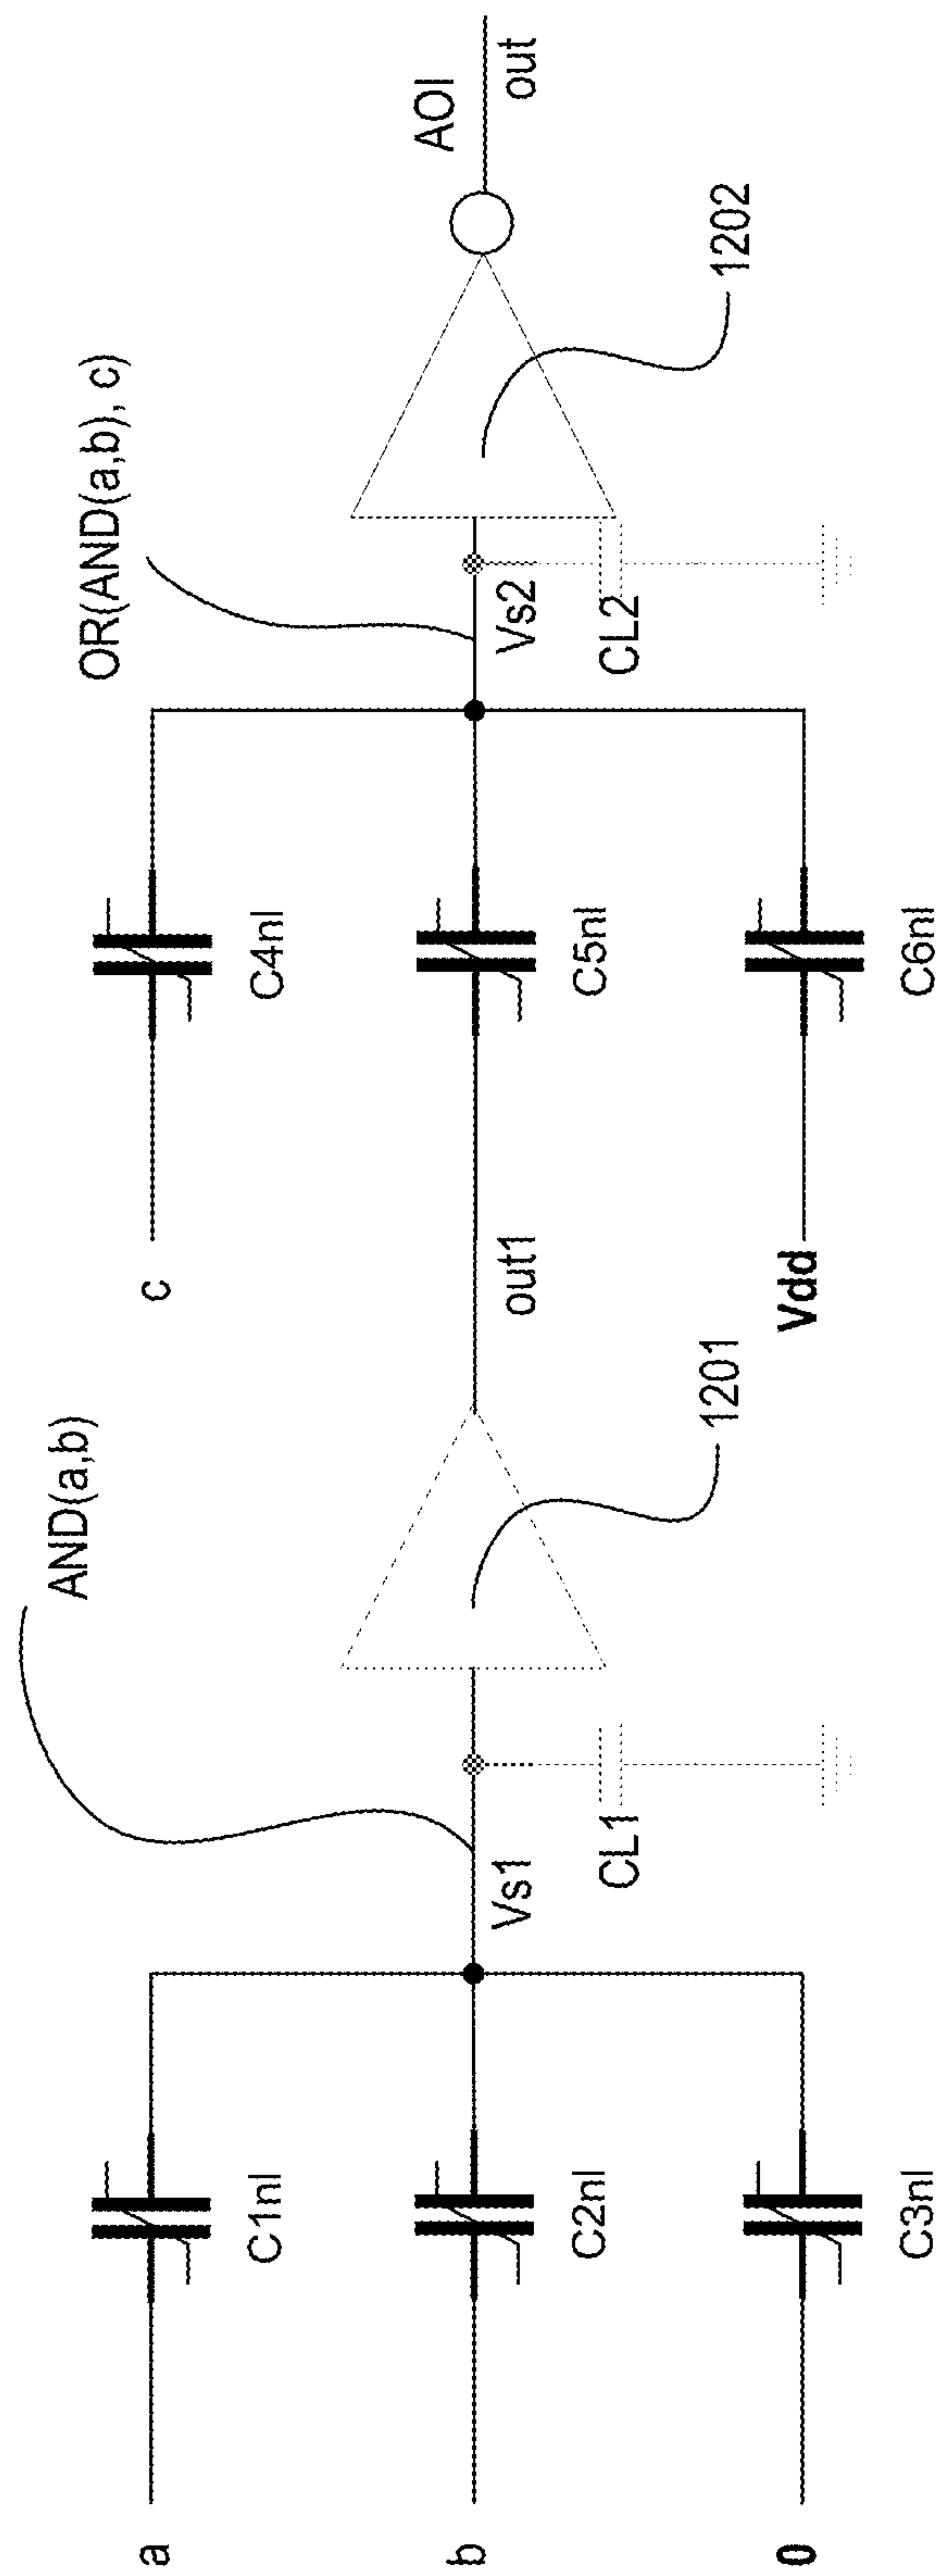 AND(a,b)
OR(AND(a,b), c)
a
C1nl
c
C4nl
AOI
b
C2nl
Vs1
out1
C5nl
Vs2
out
CL1
1201
CL2
1202
0
C3nl
Vdd
C6nl